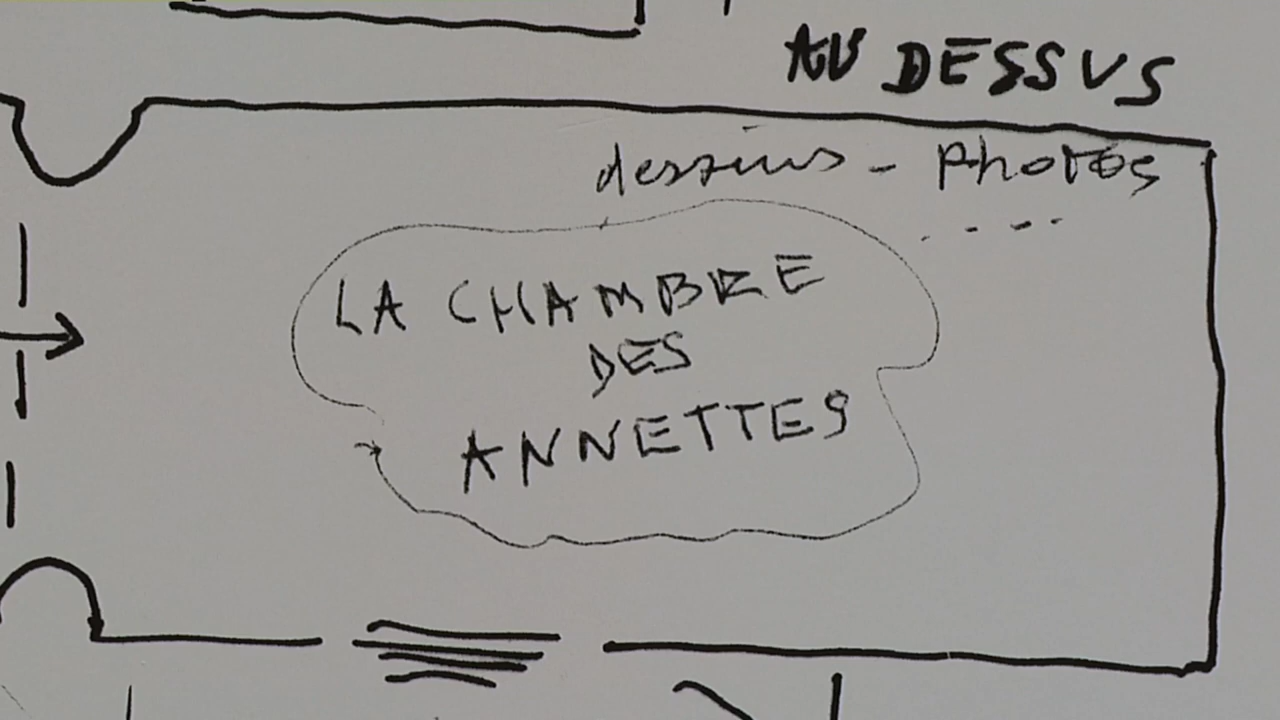 AU DESSUS
dessins - PhoTos
....
LA CHAMBRE
DES
ANNETTES